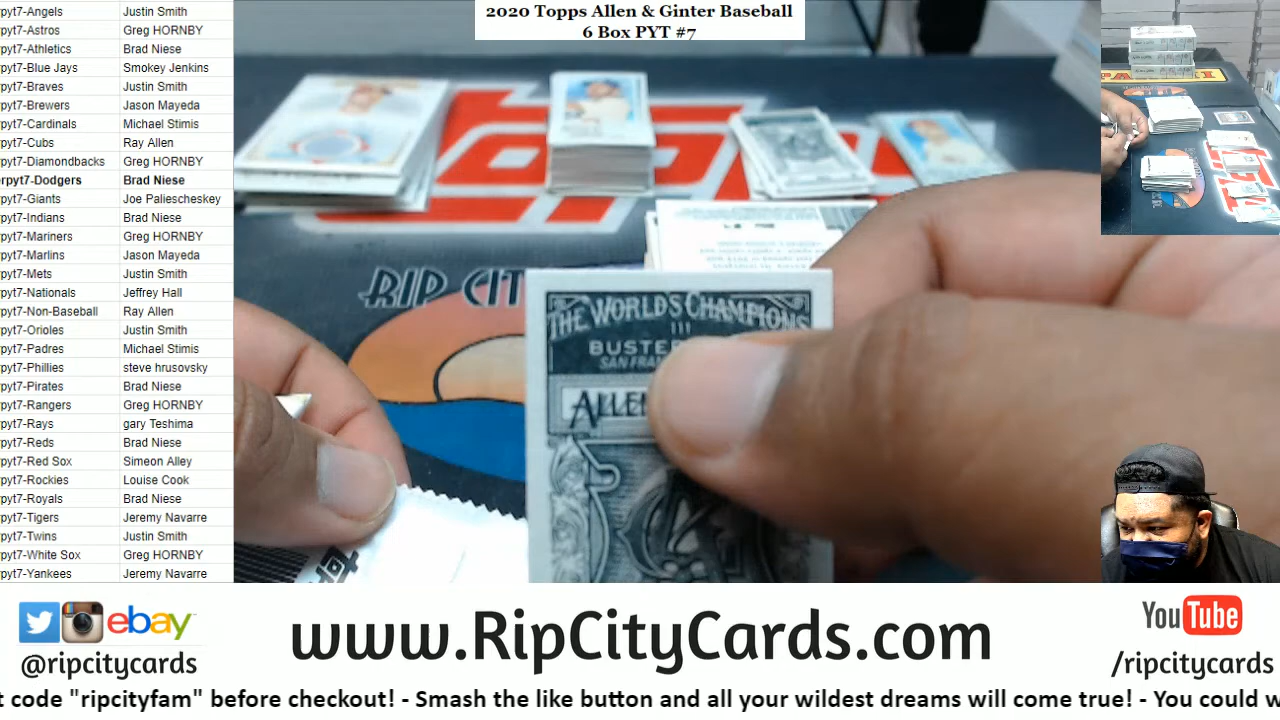 2020 Topps Allen & Ginter Baseball
6 Box PYT #7
pyt7-Angels Justin Smith
pyt7-Astros Greg HORNBY
pyt7-Athletics Brad Niese
pyt7-Blue Jays Smokey Jenkins
pyt7-Braves Justin Smith
pyt7-Brewers Jason Mayeda
pyt7-Cardinals Michael Stimis
pyt7-Cubs Ray Allen
pyt7-Diamondbacks Greg HORNBY
erpyt7-Dodgers Brad Niese
pyt7-Giants Joe Paliescheskey
pyt7-Indians Brad Niese
pyt7-Mariners Greg HORNBY
pyt7-Marlins Jason Mayeda
pyt7-Mets Justin Smith
pyt7-Nationals Jeffrey Hall
pyt7-Non-Baseball Ray Allen
pyt7-Orioles Justin Smith
pyt7-Padres Michael Stimis
pyt7-Phillies steve hrusovsky
pyt7-Pirates Brad Niese
pyt7-Rangers Greg HORNBY
pyt7-Rays gary Teshima
pyt7-Reds Brad Niese
pyt7-Red Sox Simeon Alley
pyt7-Rockies Louise Cook
pyt7-Royals Brad Niese
pyt7-Tigers Jeremy Navarre
pyt7-Twins Justin Smith
pyt7-White Sox Greg HORNBY
pyt7-Yankees Jeremy Navarre
RIP CIT
THE WORLD'S CHAMPIONS
BUSTE
SAN FRAN
ALLEN
ebay
@ripcitycards
www.RipCityCards.com
YouTube
/ripcitycards
t code "ripcityfam" before checkout! - Smash the like button and all your wildest dreams will come true! - You could w